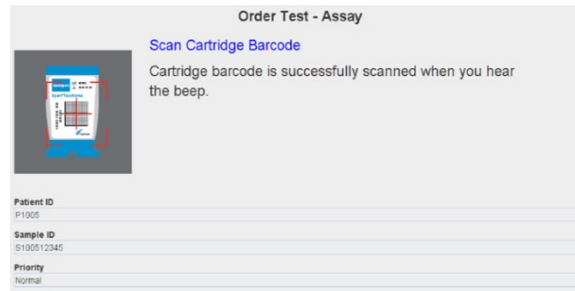 Order Test - Assay
Scan Cartridge Barcode
Cartridge barcode is successfully scanned when you hear
the beep.
Patient ID
P1005
Sample ID
S100512345
Priority
Normal